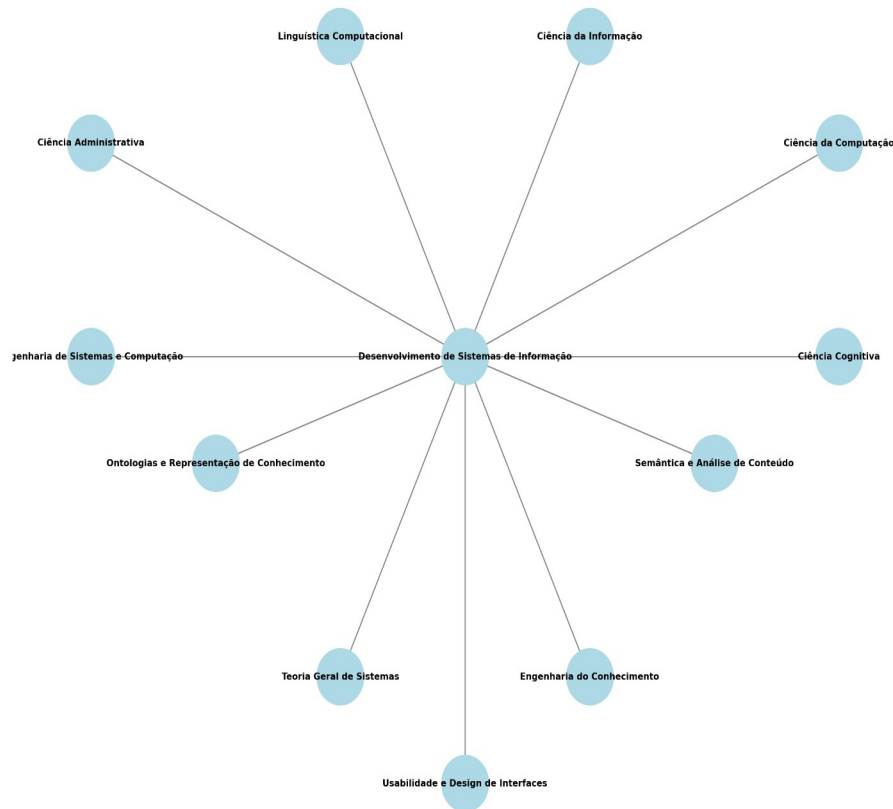 Linguística Computacional
Ciência da Informação
Ciência Administrativa
Ciência da Computação
genharia de Sistemas e Computação
Desenvolvimento de Sistemas de Informação
Ciência Cognitiva
Ontologias e Representação de Conhecimento
Semântica e Análise de Conteúdo
Teoria Geral de Sistemas
Engenharia do Conhecimento
Usabilidade e Design de Interfaces